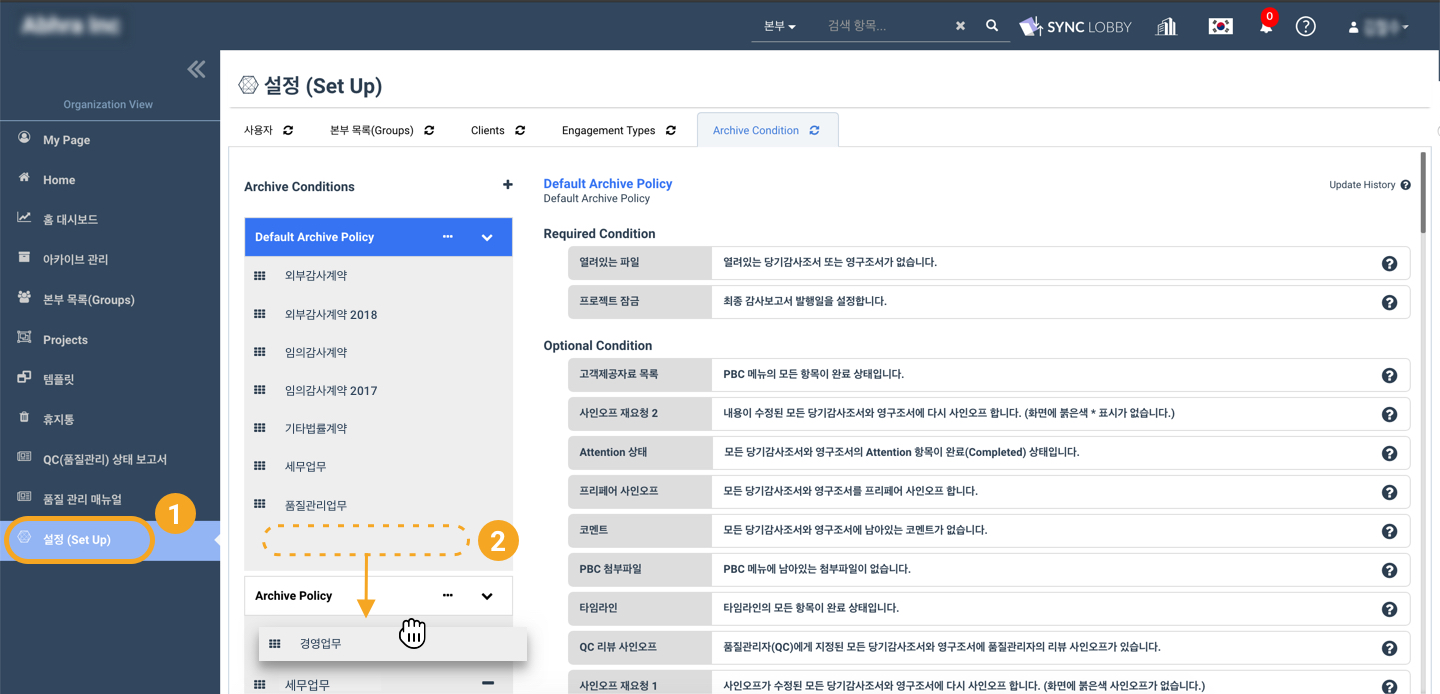 본부
검색 항목...
SYNC LOBBY
0
Organization View
My Page
Home
홈 대시보드
아카이브 관리
본부 목록(Groups)
Projects
템플릿
휴지통
QC(품질관리) 상태 보고서
품질 관리 매뉴얼
설정 (Set Up)
1
설정 (Set Up)
사용자
본부 목록(Groups)
Clients
Engagement Types
Archive Condition
Archive Conditions
Default Archive Policy
외부감사계약
외부감사계약 2018
임의감사계약
임의감사계약 2017
기타법률계약
세무업무
품질관리업무
2
Archive Policy
경영업무
세무업무
Default Archive Policy
Default Archive Policy
Update History
Required Condition
열려있는 파일 열려있는 당기감사조서 또는 영구조서가 없습니다.
프로젝트 잠금 최종 감사보고서 발행일을 설정합니다.
Optional Condition
고객제공자료 목록 PBC 메뉴의 모든 항목이 완료 상태입니다.
사인오프 재요청 2 내용이 수정된 모든 당기감사조서와 영구조서에 다시 사인오프 합니다. (화면에 붉은색 * 표시가 없습니다.)
Attention 상태 모든 당기감사조서와 영구조서의 Attention 항목이 완료(Completed) 상태입니다.
프리페어 사인오프 모든 당기감사조서와 영구조서를 프리페어 사인오프 합니다.
코멘트 모든 당기감사조서와 영구조서에 남아있는 코멘트가 없습니다.
PBC 첨부파일 PBC 메뉴에 남아있는 첨부파일이 없습니다.
타임라인 타임라인의 모든 항목이 완료 상태입니다.
QC 리뷰 사인오프 품질관리자(QC)에게 지정된 모든 당기감사조서와 영구조서에 품질관리자의 리뷰 사인오프가 있습니다.
사인오프 재요청 1 사인오프가 수정된 모든 당기감사조서와 영구조서에 다시 사인오프 합니다. (화면에 붉은색 사인오프가 없습니다.)